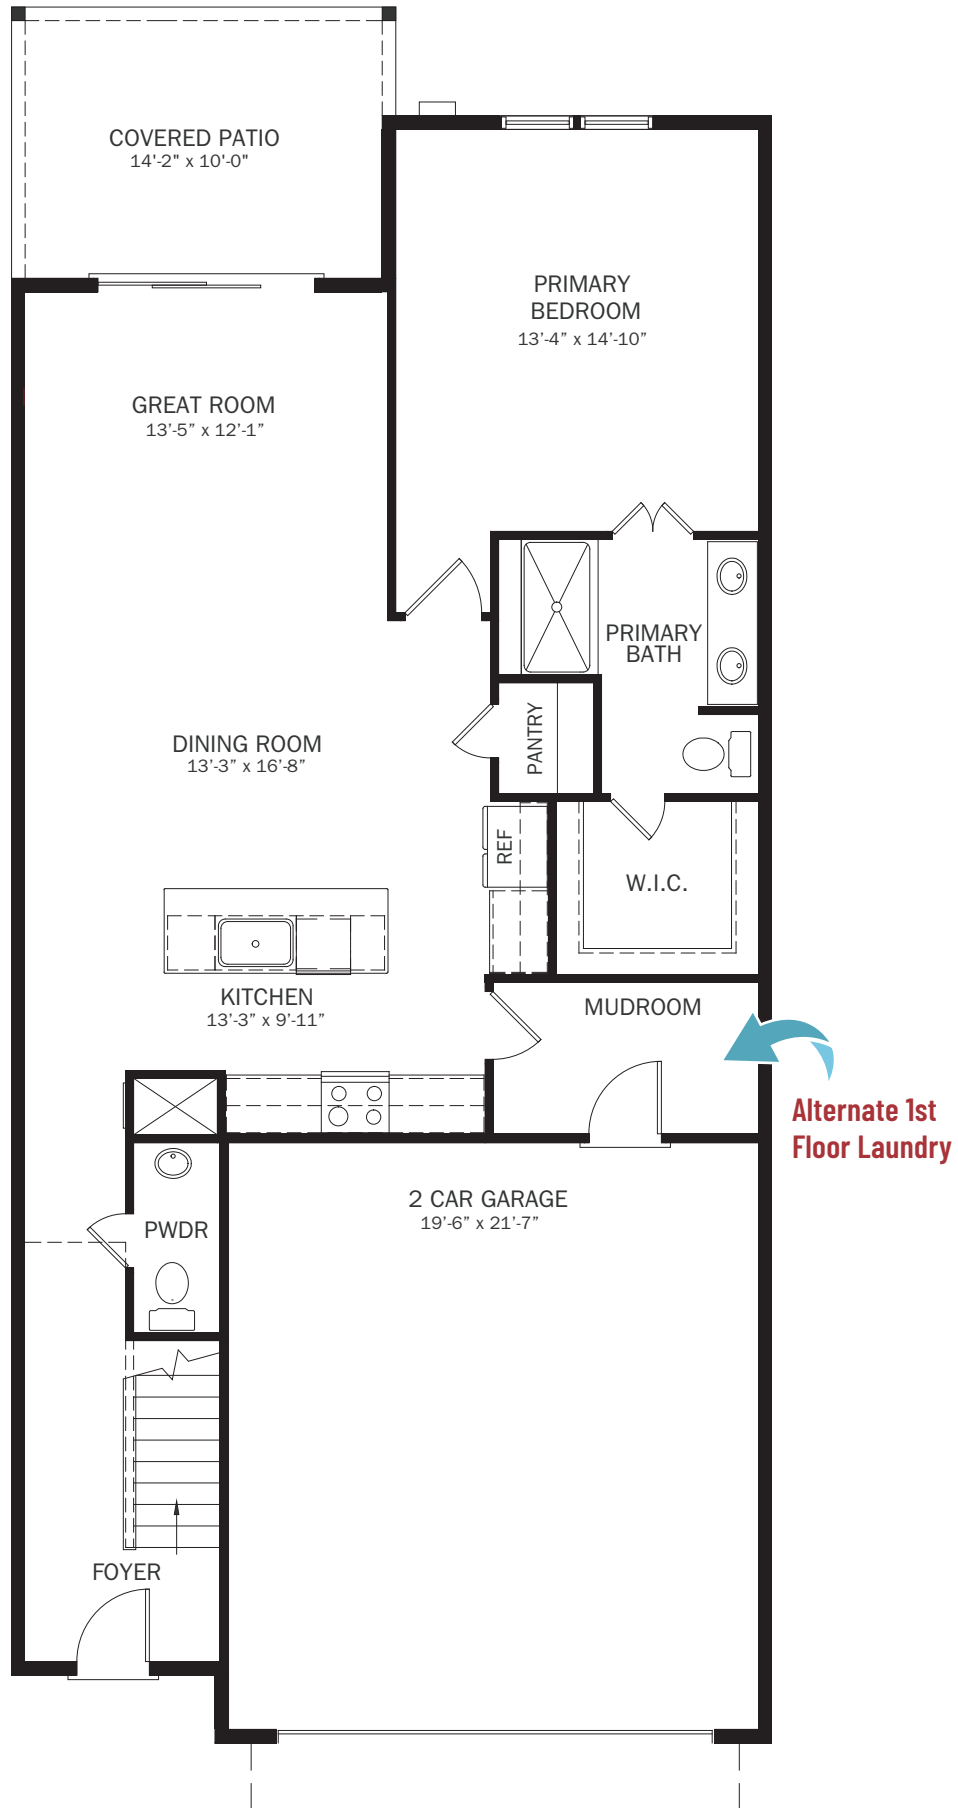 COVERED PATIO
14'-2" x 10'-0"
PRIMARY
BEDROOM
13’-4” x 14’-10”
GREAT ROOM
13’-5” x 12’-1”
PRIMARY
BATH
PANTRY
DINING ROOM
13’-3” x 16’-8”
REF
W.I.C.
KITCHEN
13’-3” x 9’-11”
MUDROOM
Alternate 1st
Floor Laundry
2 CAR GARAGE
19’-6” x 21’-7”
PWDR
FOYER